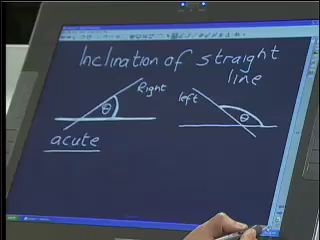 Inclination of straight
line
Right
left
θ
θ
acute